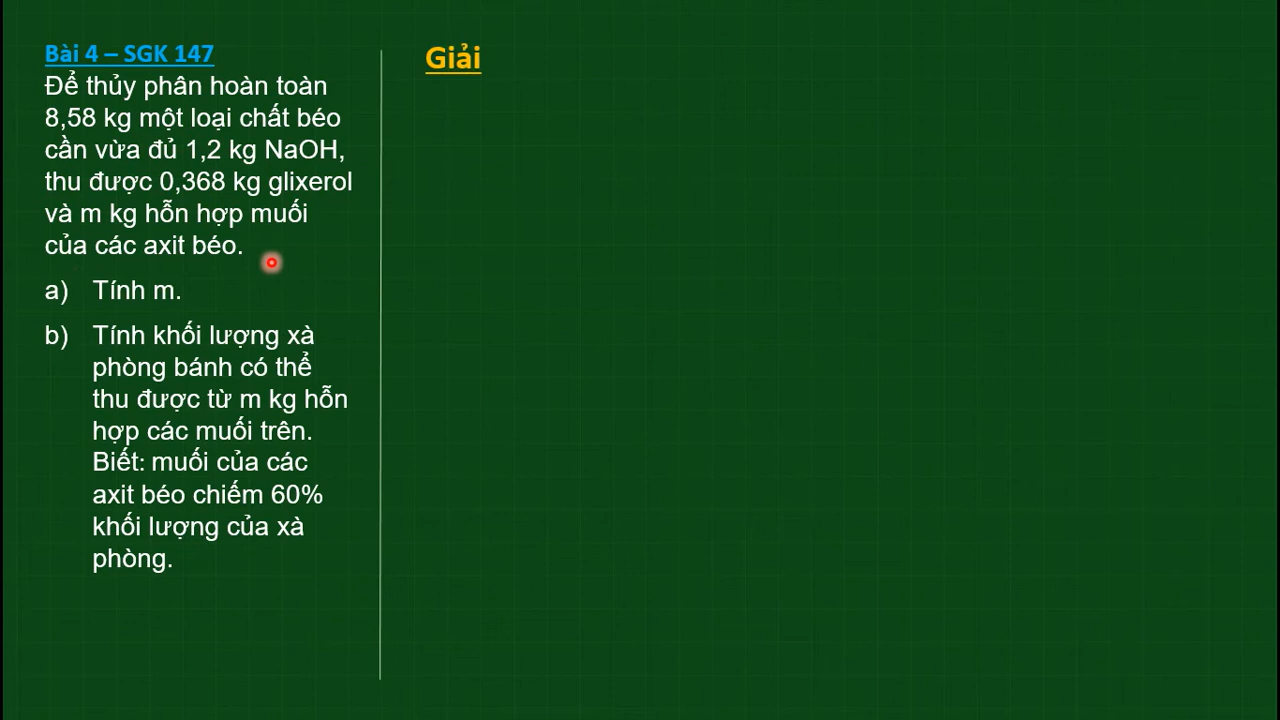 Bài 4 – SGK 147
Để thủy phân hoàn toàn
8,58 kg một loại chất béo
cần vừa đủ 1,2 kg NaOH,
thu được 0,368 kg glixerol
và m kg hỗn hợp muối
của các axit béo.
a) Tính m.
b) Tính khối lượng xà
phòng bánh có thể
thu được từ m kg hỗn
hợp các muối trên.
Biết: muối của các
axit béo chiếm 60%
khối lượng của xà
phòng.
Giải